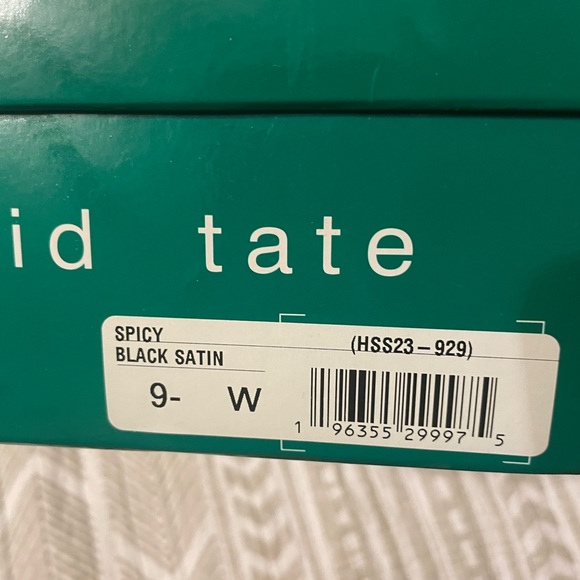 id tate
SPICY
BLACK SATIN
(HSS23-929)
9- W
1 96355 29997 5